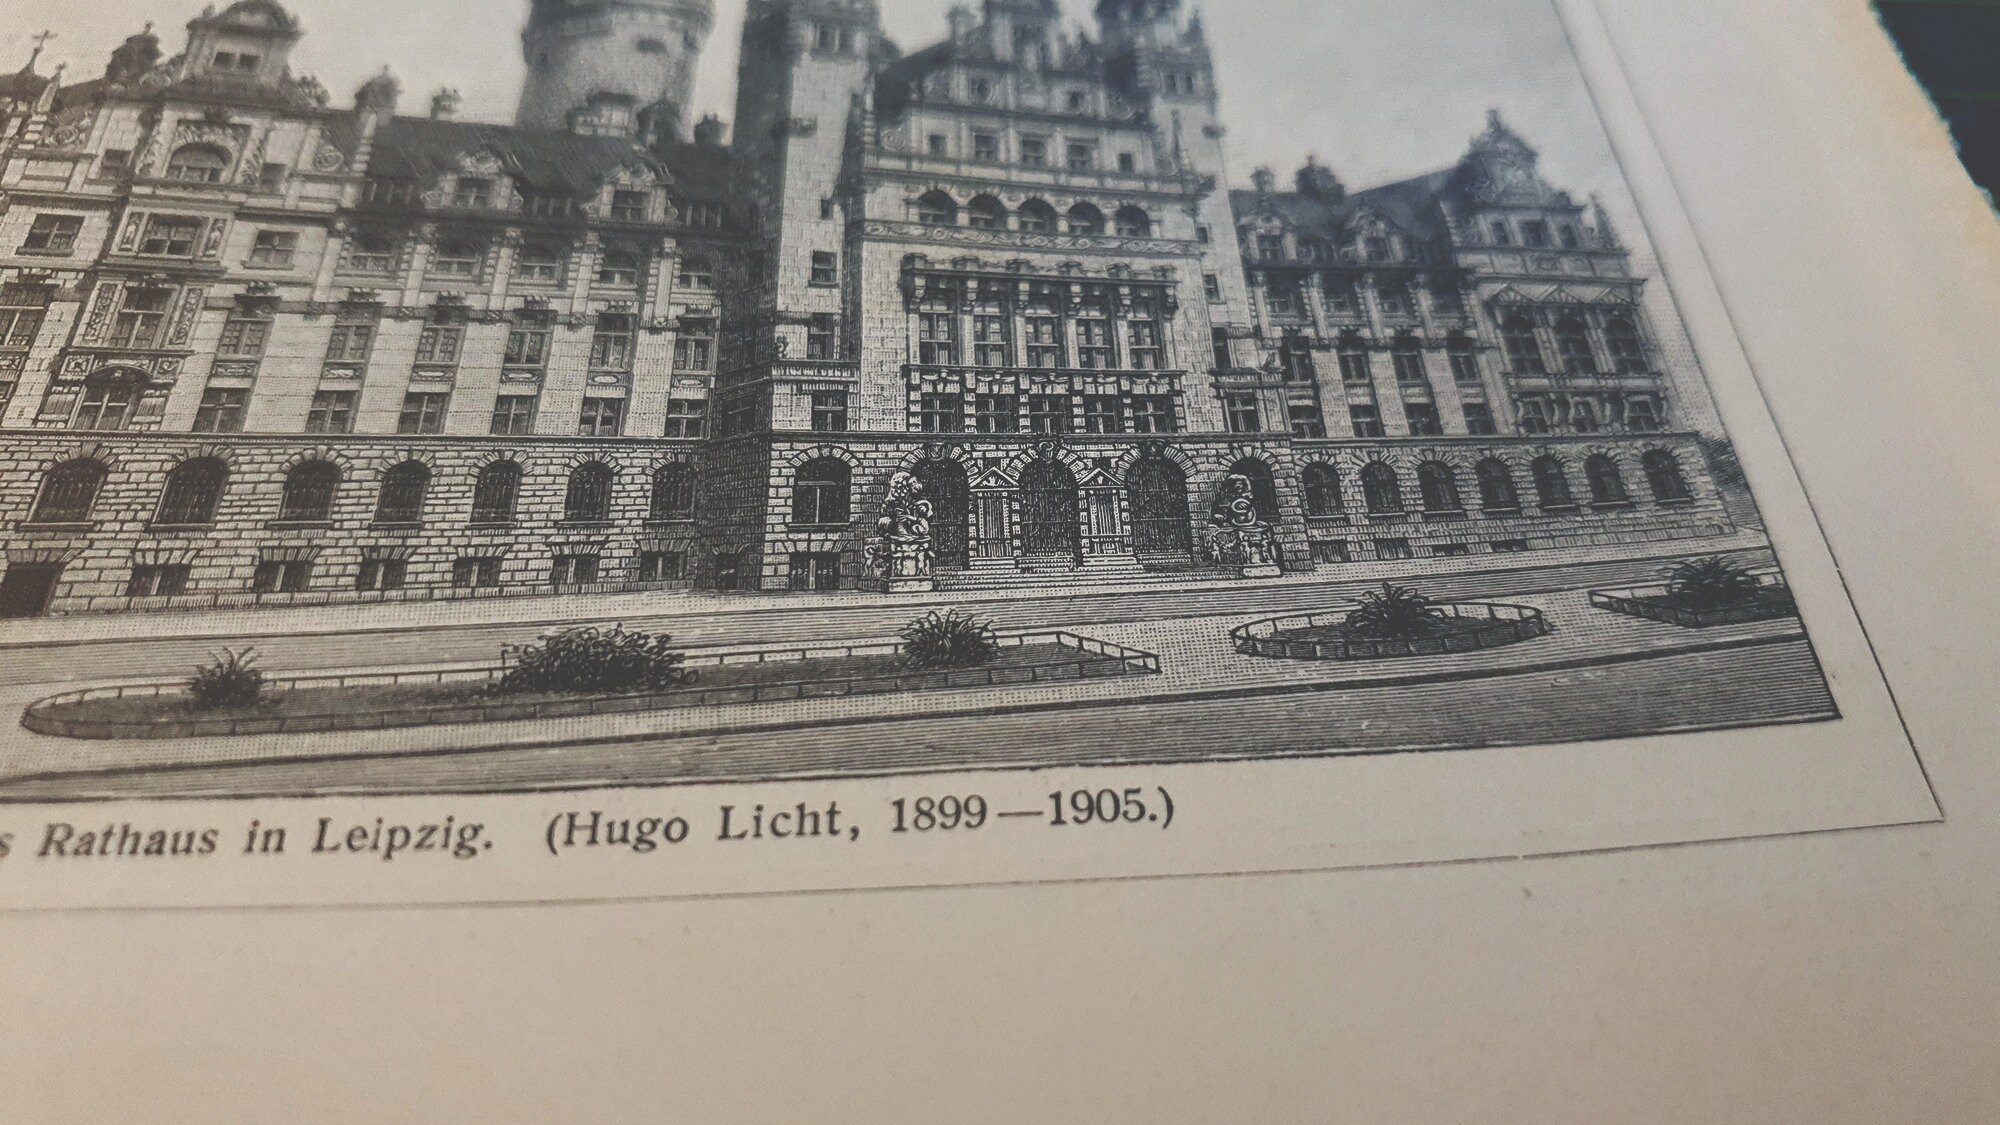 s Rathaus in Leipzig. (Hugo Licht, 1899—1905.)